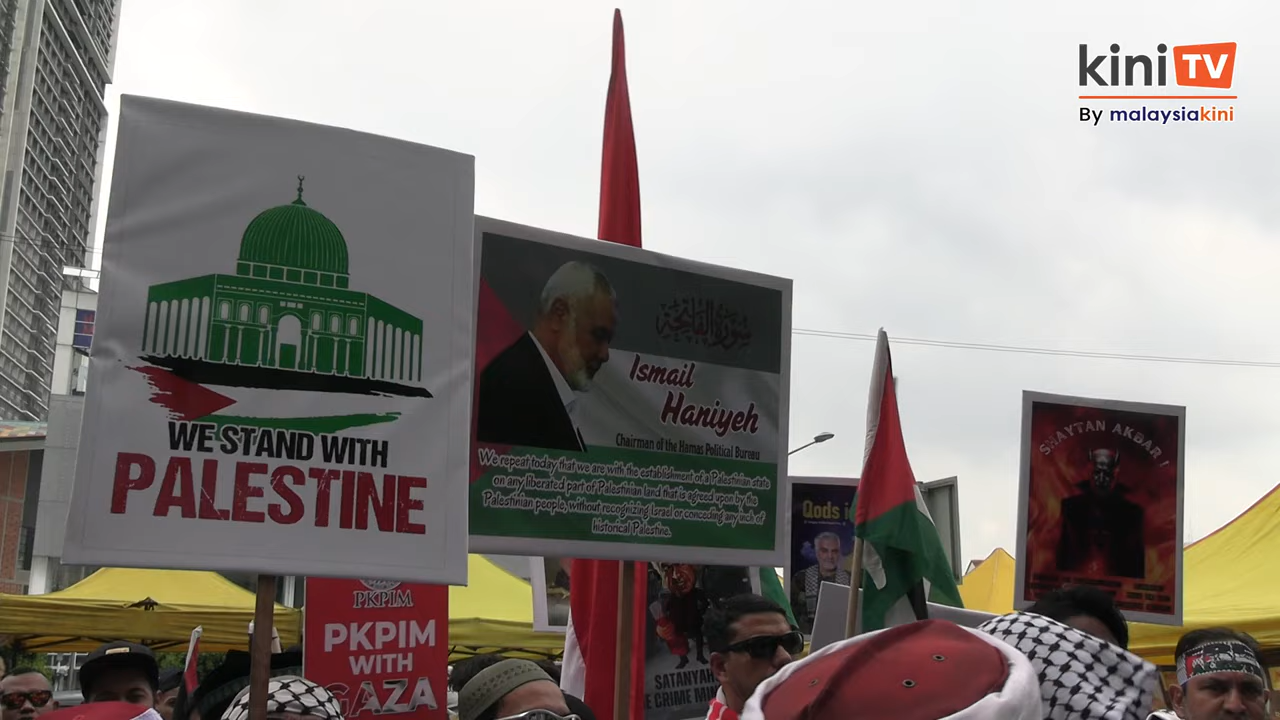 kini TV
By malaysiakini
WE STAND WITH
PALESTINE
سورة الفاتحة
Ismail
Haniyeh
Chairman of the Hamas Political Bureau
We repeat today that we are with the establishment of a Palestinian state
on any liberated part of Palestinian land that is agreed upon by the
Palestinian people, without recognizing Israel or conceding any inch of
historical Palestine.
Qods
SHAYTAN AKBAR!
PKPIM
PKPIM
WITH
GAZA
SATANYAH
CRIME